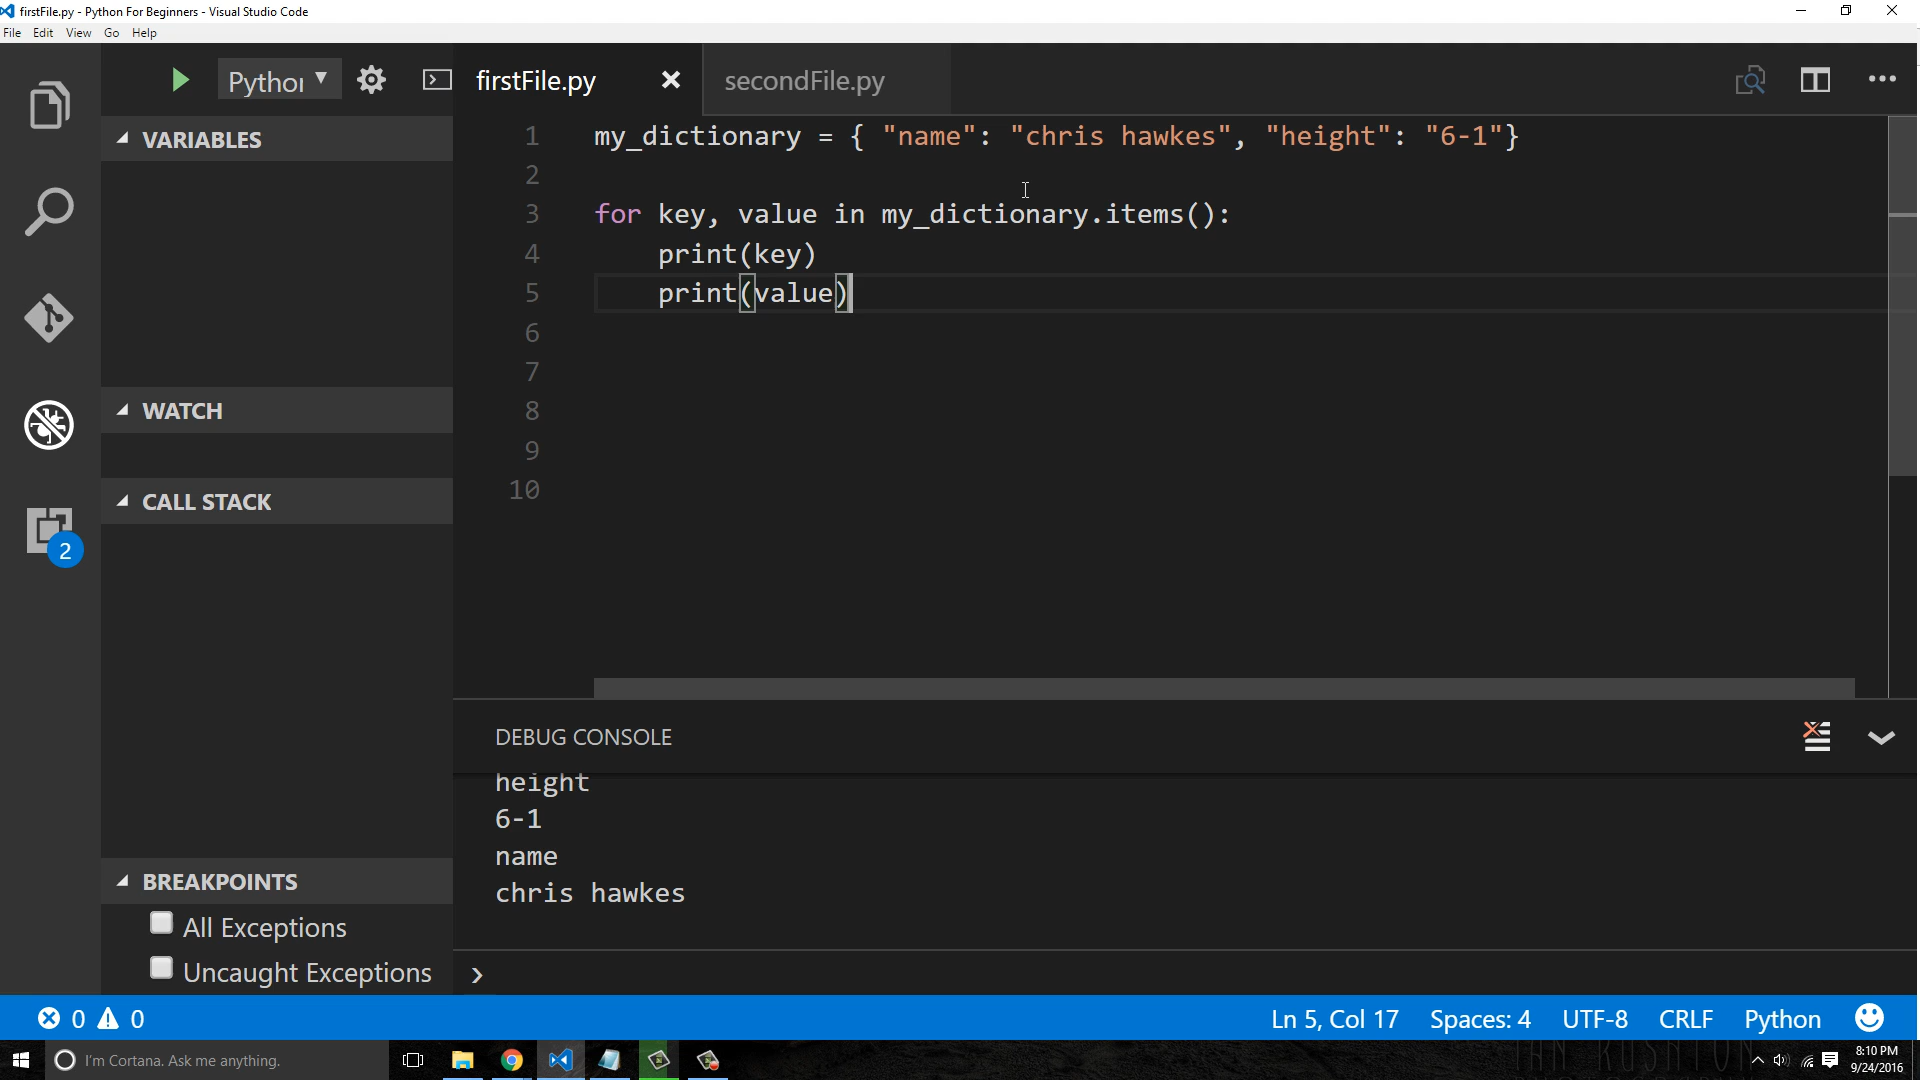 firstFile.py - Python For Beginners - Visual Studio Code
File Edit View Go Help
Pythor firstFile.py secondFile.py
VARIABLES
WATCH
CALL STACK
2
BREAKPOINTS
All Exceptions
Uncaught Exceptions
1 my_dictionary = { "name": "chris hawkes", "height": "6-1"}
2
3 for key, value in my_dictionary.items():
4 print(key)
5 print(value)
6
7
8
9
10
DEBUG CONSOLE
height
6-1
name
chris hawkes
0 0 Ln 5, Col 17 Spaces: 4 UTF-8 CRLF Python
I'm Cortana. Ask me anything.
8:10 PM
9/24/2016